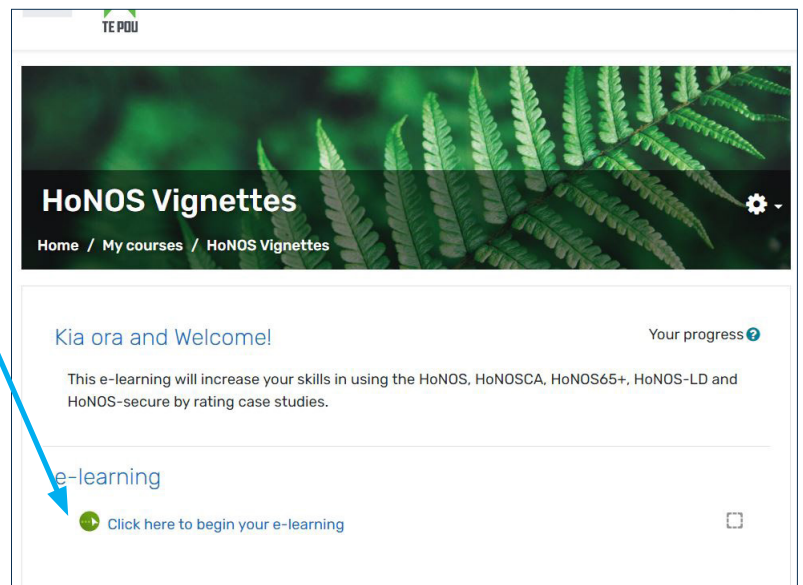 TE POU
HoNOS Vignettes
Home / My courses / HoNOS Vignettes
Kia ora and Welcome!
Your progress
This e-learning will increase your skills in using the HoNOS, HoNOSCA, HoNOS65+, HoNOS-LD and
HoNOS-secure by rating case studies.
e-learning
Click here to begin your e-learning